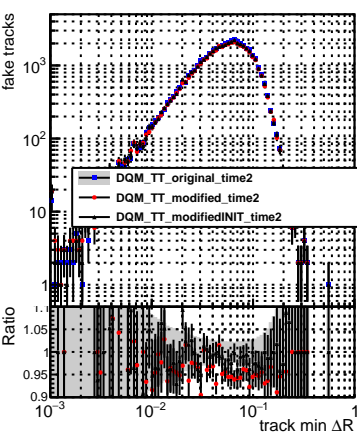 fake tracks
10³
10²
10
1
DQM_TT_original_time2
DQM_TT_modified_time2
DQM_TT_modifiedINIT_time2
Ratio
1.1
1.05
1
0.95
0.9
10⁻³ 10⁻² 10⁻¹ 1
track min ΔR